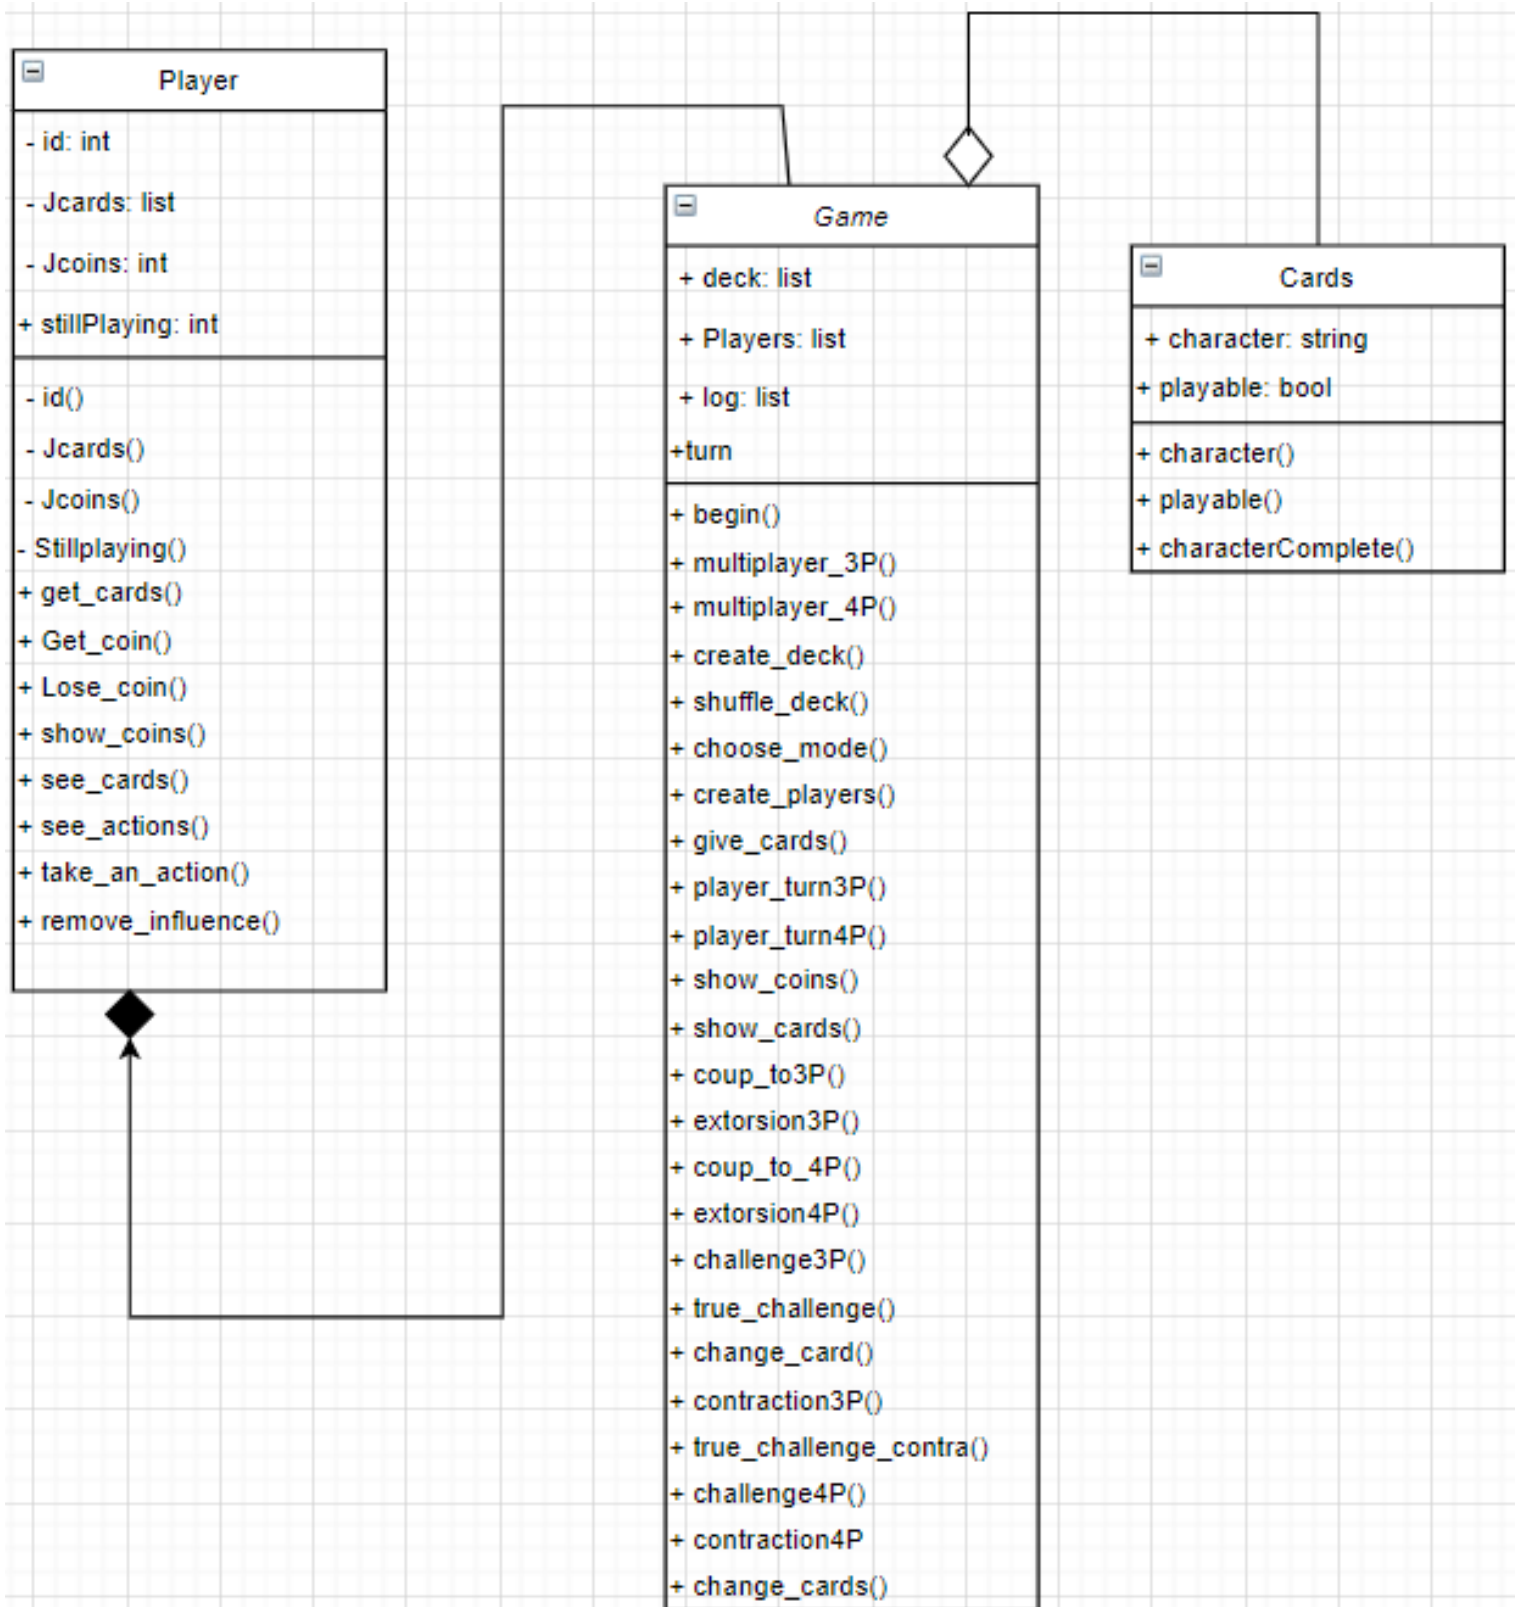 Player
- id: int
- Jcards: list
- Jcoins: int
+ stillPlaying: int
- id()
- Jcards()
- Jcoins()
- Stillplaying()
+ get_cards()
+ Get_coin()
+ Lose_coin()
+ show_coins()
+ see_cards()
+ see_actions()
+ take_an_action()
+ remove_influence()
Game
+ deck: list
+ Players: list
+ log: list
+turn
+ begin()
+ multiplayer_3P()
+ multiplayer_4P()
+ create_deck()
+ shuffle_deck()
+ choose_mode()
+ create_players()
+ give_cards()
+ player_turn3P()
+ player_turn4P()
+ show_coins()
+ show_cards()
+ coup_to3P()
+ extorsion3P()
+ coup_to_4P()
+ extorsion4P()
+ challenge3P()
+ true_challenge()
+ change_card()
+ contraction3P()
+ true_challenge_contra()
+ challenge4P()
+ contraction4P
+ change_cards()
Cards
+ character: string
+ playable: bool
+ character()
+ playable()
+ characterComplete()